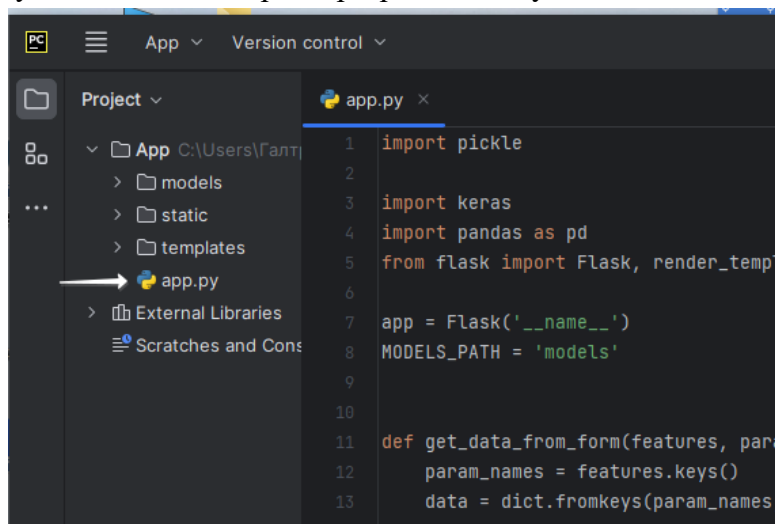 PC App Version control
Project
app.py
App C:\Users\
models
static
templates
app.py
External Libraries
Scratches and Cons
1 import pickle
2
3 import keras
4 import pandas as pd
5 from flask import Flask, render_templ
6
7 app = Flask('__name__')
8 MODELS_PATH = 'models'
9
10
11 def get_data_from_form(features, para
12 param_names = features.keys()
13 data = dict.fromkeys(param_names